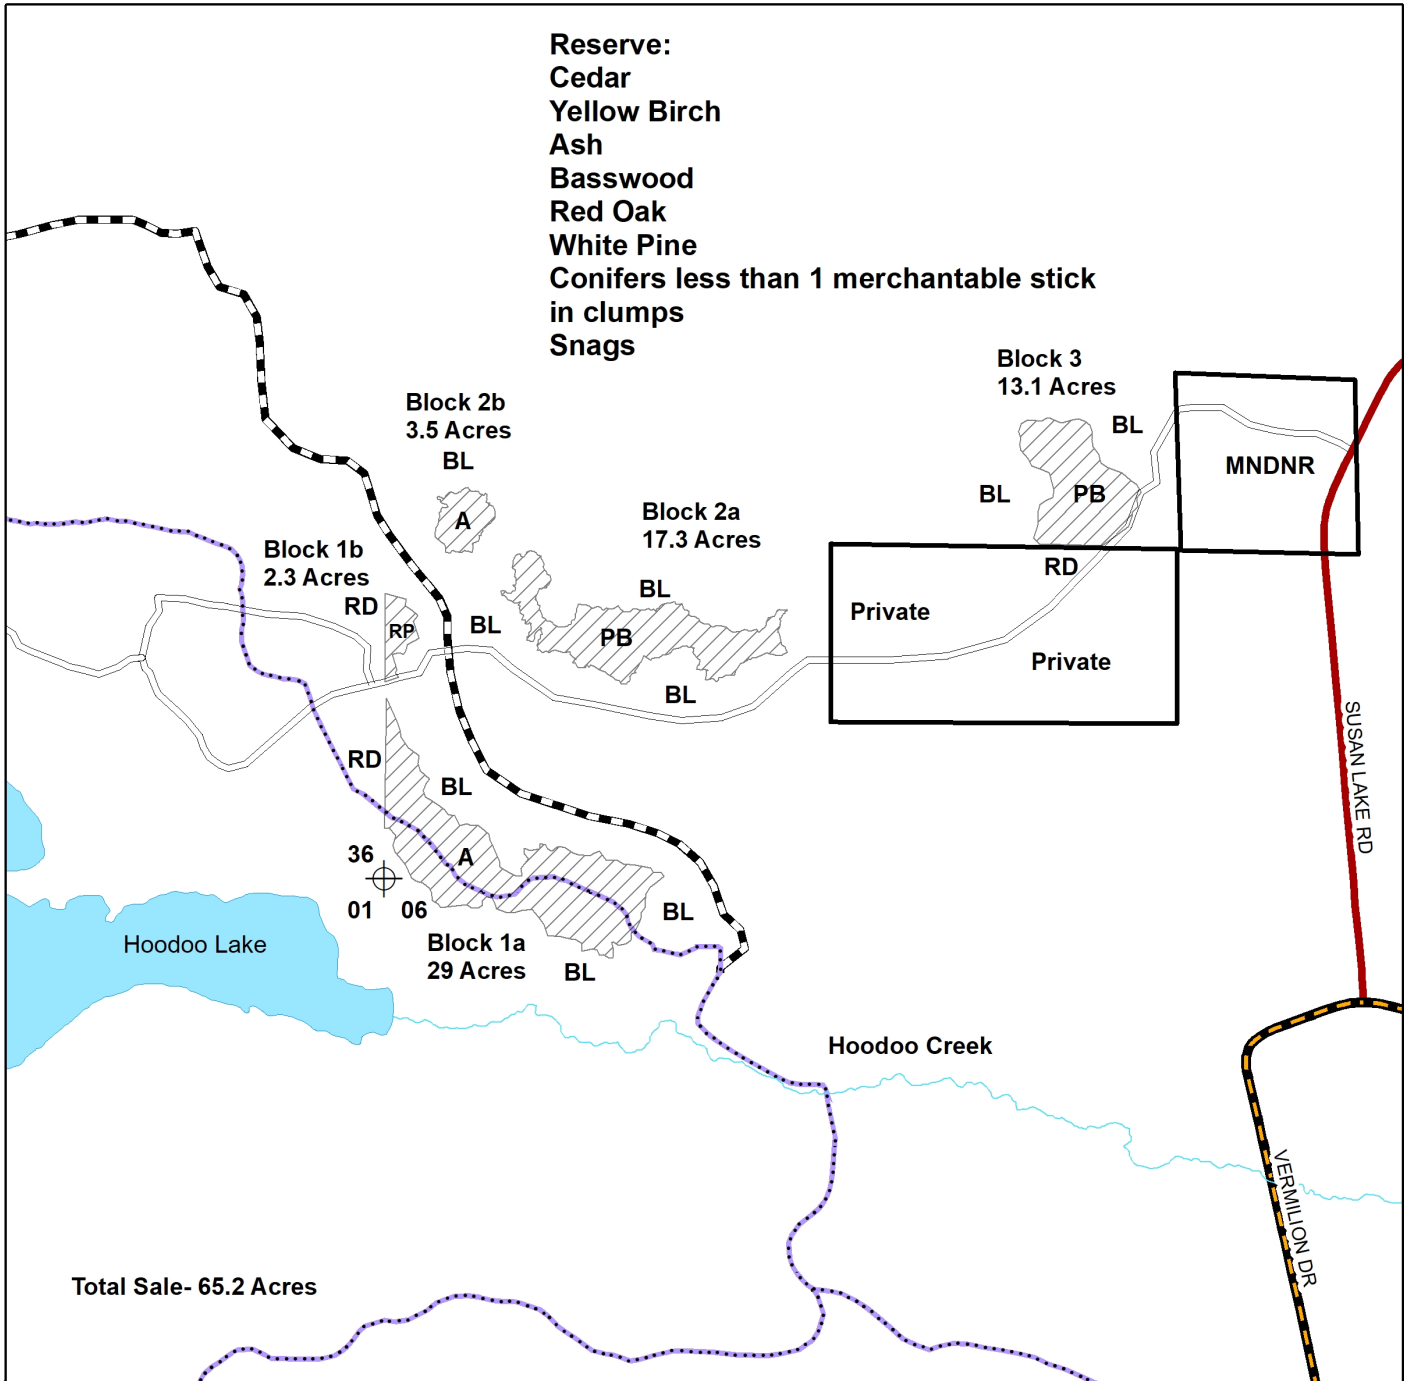 Reserve:
Cedar
Yellow Birch
Ash
Basswood
Red Oak
White Pine
Conifers less than 1 merchantable stick
in clumps
Snags
Block 3
13.1 Acres
BL
BL
PB
MNDNR
RD
Private
Private
Block 2b
3.5 Acres
BL
A
Block 2a
17.3 Acres
BL
PB
BL
BL
Block 1b
2.3 Acres
RD
RP
RD
BL
A
36
01 06
BL
Block 1a
29 Acres
BL
Hoodoo Lake
SUSAN LAKE RD
Hoodoo Creek
VERMILION DR
Total Sale- 65.2 Acres